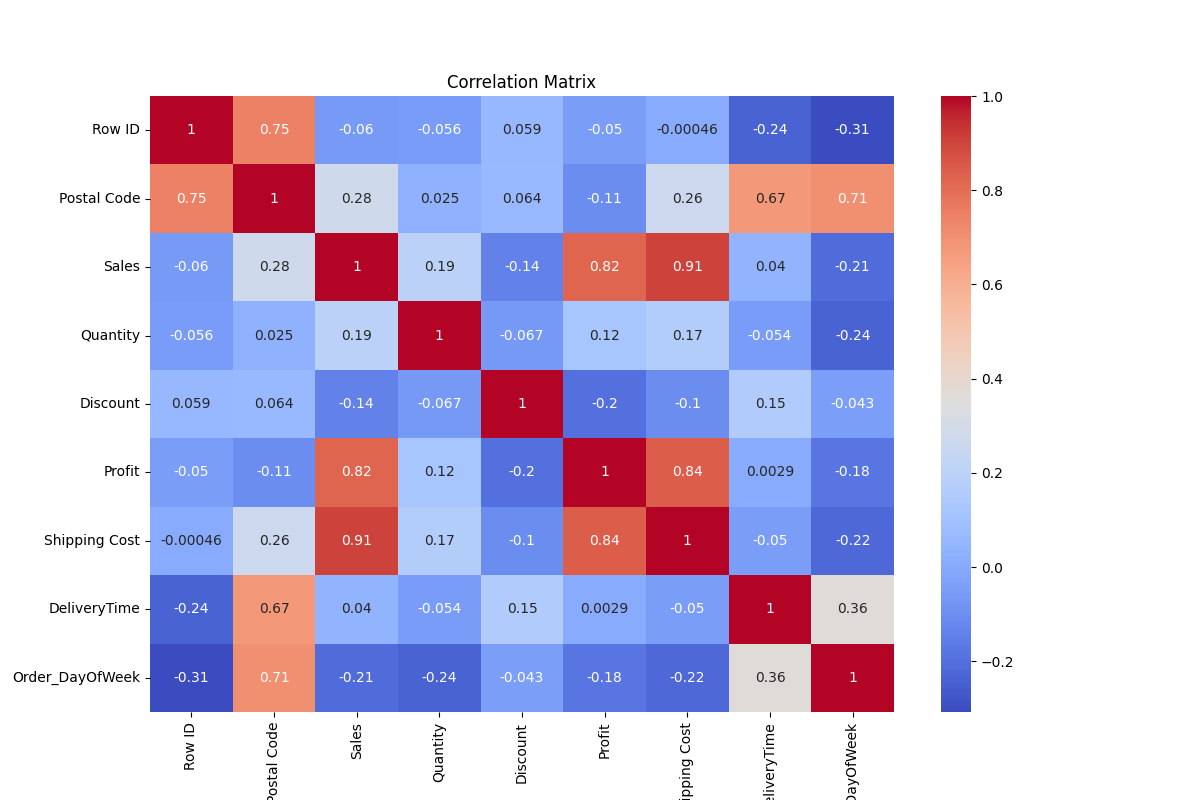 Correlation Matrix
Row ID 1 0.75 -0.06 -0.056 0.059 -0.05 -0.00046 -0.24 -0.31
Postal Code 0.75 1 0.28 0.025 0.064 -0.11 0.26 0.67 0.71
Sales -0.06 0.28 1 0.19 -0.14 0.82 0.91 0.04 -0.21
Quantity -0.056 0.025 0.19 1 -0.067 0.12 0.17 -0.054 -0.24
Discount 0.059 0.064 -0.14 -0.067 1 -0.2 -0.1 0.15 -0.043
Profit -0.05 -0.11 0.82 0.12 -0.2 1 0.84 0.0029 -0.18
Shipping Cost -0.00046 0.26 0.91 0.17 -0.1 0.84 1 -0.05 -0.22
DeliveryTime -0.24 0.67 0.04 -0.054 0.15 0.0029 -0.05 1 0.36
Order_DayOfWeek -0.31 0.71 -0.21 -0.24 -0.043 -0.18 -0.22 0.36 1
Row ID
Postal Code
Sales
Quantity
Discount
Profit
ipping Cost
eliveryTime
DayOfWeek
1.0
0.8
0.6
0.4
0.2
0.0
−0.2